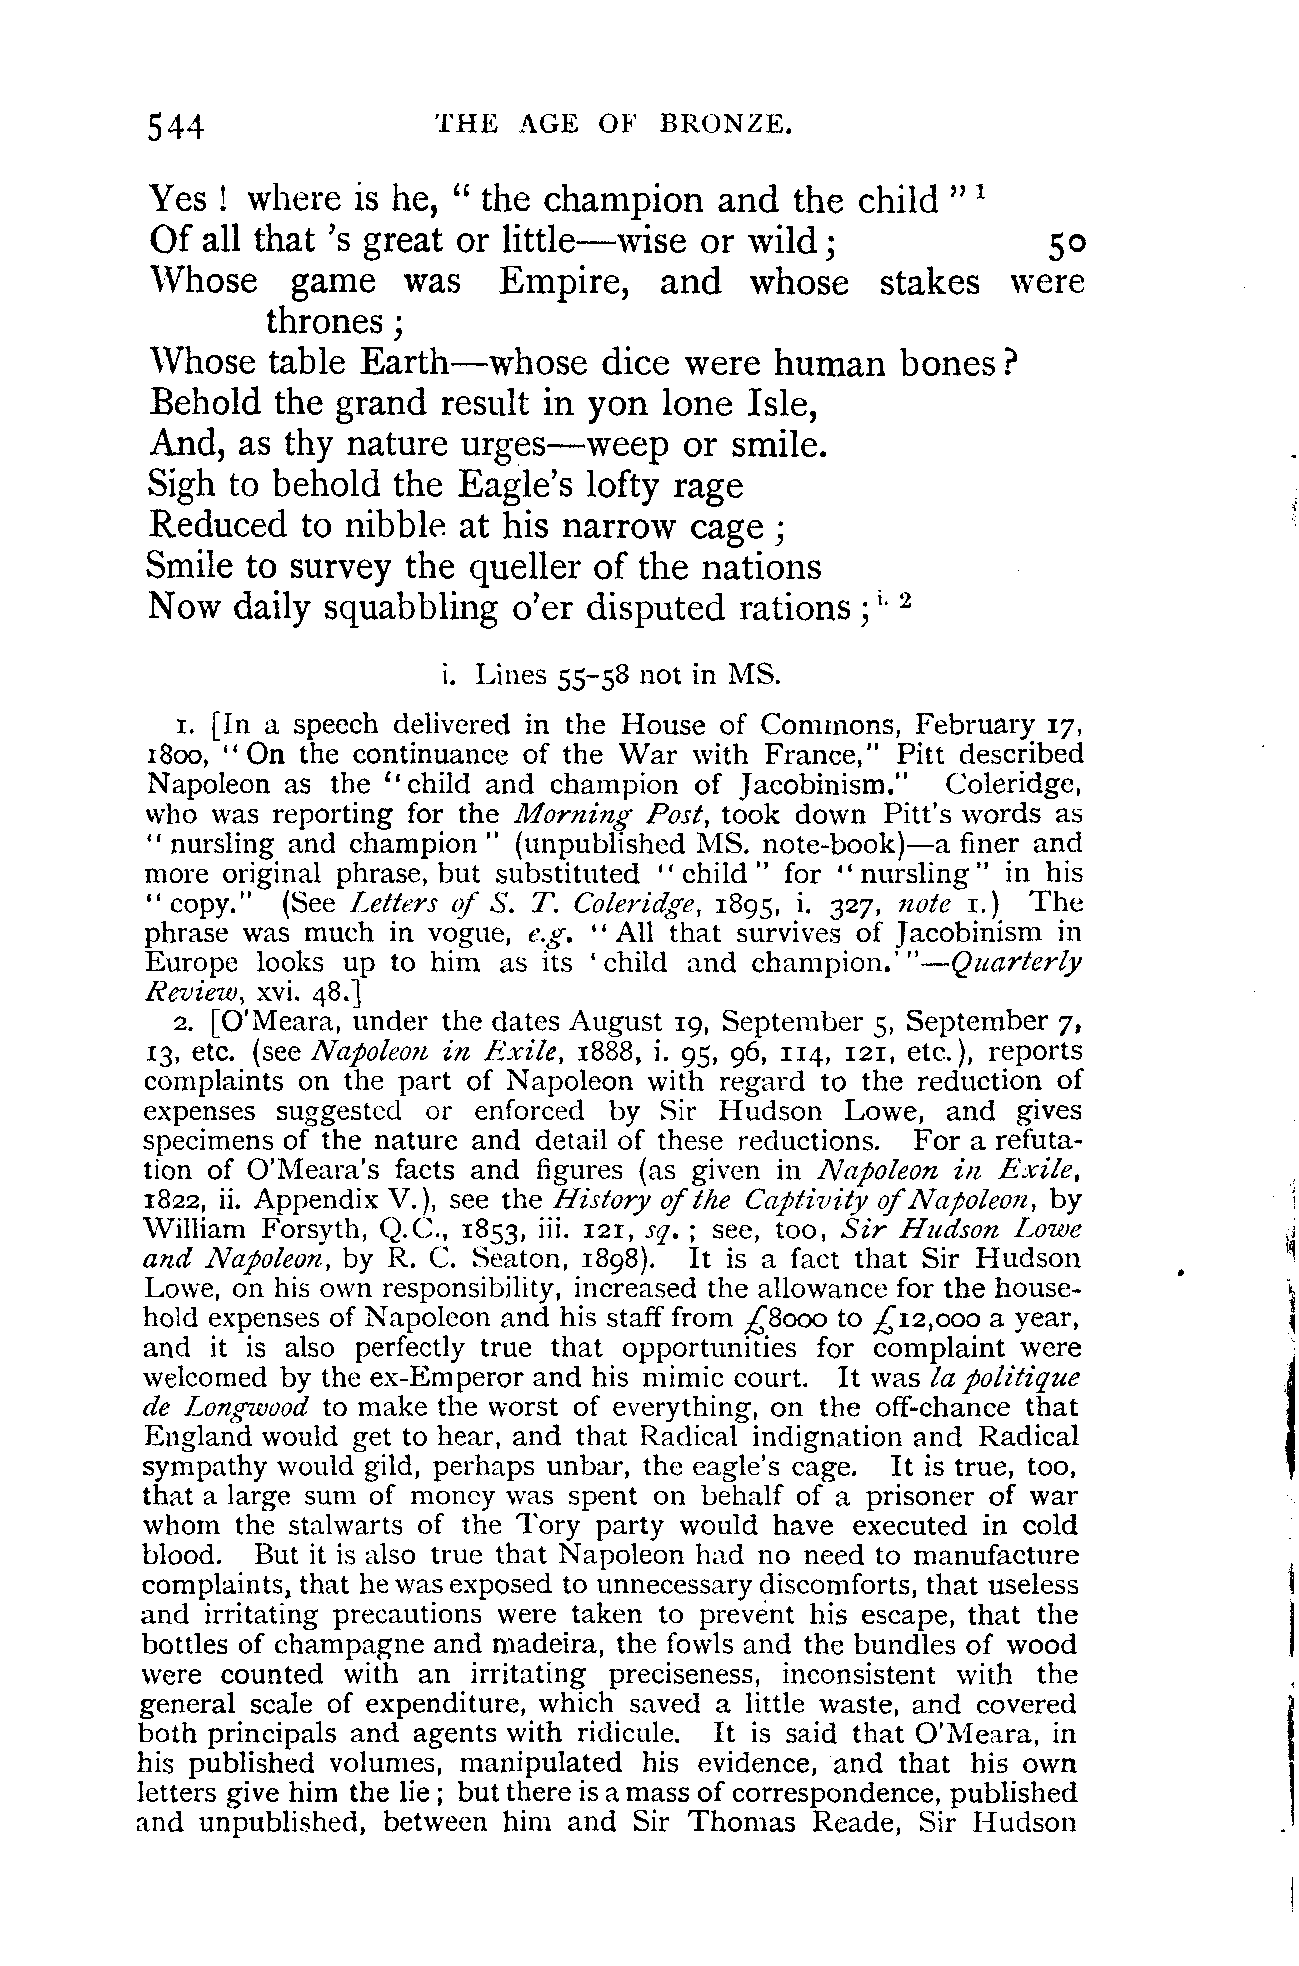 544 THE AGE OF BRONZE.
Yes ! where is he, " the champion and the child " 1
Of all that 's great or little—wise or wild ; 50
Whose game was Empire, and whose stakes were
thrones ;
Whose table Earth—whose dice were human bones ?
Behold the grand result in yon lone Isle,
And, as thy nature urges—weep or smile.
Sigh to behold the Eagle's lofty rage
Reduced to nibble at his narrow cage ;
Smile to survey the queller of the nations
Now daily squabbling o'er disputed rations ; i. 2
i. Lines 55-58 not in MS.
1. [In a speech delivered in the House of Commons, February 17,
1800, " On the continuance of the War with France," Pitt described
Napoleon as the " child and champion of Jacobinism." Coleridge,
who was reporting for the Morning Post, took down Pitt's words as
" nursling and champion " (unpublished MS. note-book)—a finer and
more original phrase, but substituted " child " for " nursling " in his
" copy." (See Letters of S. T. Coleridge, 1895, i. 327, note 1.) The
phrase was much in vogue, e.g. " All that survives of Jacobinism in
Europe looks up to him as its ' child and champion.' "—Quarterly
Review, xvi. 48.]
2. [O'Meara, under the dates August 19, September 5, September 7,
13, etc. (see Napoleon in Exile, 1888, i. 95, 96, 114, 121, etc.), reports
complaints on the part of Napoleon with regard to the reduction of
expenses suggested or enforced by Sir Hudson Lowe, and gives
specimens of the nature and detail of these reductions. For a refuta-
tion of O'Meara's facts and figures (as given in Napoleon in Exile,
1822, ii. Appendix V.), see the History of the Captivity of Napoleon, by
William Forsyth, Q.C., 1853, iii. 121, sq. ; see, too, Sir Hudson Lowe
and Napoleon, by R. C. Seaton, 1898). It is a fact that Sir Hudson
Lowe, on his own responsibility, increased the allowance for the house-
hold expenses of Napoleon and his staff from £8000 to £12,000 a year,
and it is also perfectly true that opportunities for complaint were
welcomed by the ex-Emperor and his mimic court. It was la politique
de Longwood to make the worst of everything, on the off-chance that
England would get to hear, and that Radical indignation and Radical
sympathy would gild, perhaps unbar, the eagle's cage. It is true, too,
that a large sum of money was spent on behalf of a prisoner of war
whom the stalwarts of the Tory party would have executed in cold
blood. But it is also true that Napoleon had no need to manufacture
complaints, that he was exposed to unnecessary discomforts, that useless
and irritating precautions were taken to prevent his escape, that the
bottles of champagne and madeira, the fowls and the bundles of wood
were counted with an irritating preciseness, inconsistent with the
general scale of expenditure, which saved a little waste, and covered
both principals and agents with ridicule. It is said that O'Meara, in
his published volumes, manipulated his evidence, and that his own
letters give him the lie ; but there is a mass of correspondence, published
and unpublished, between him and Sir Thomas Reade, Sir Hudson